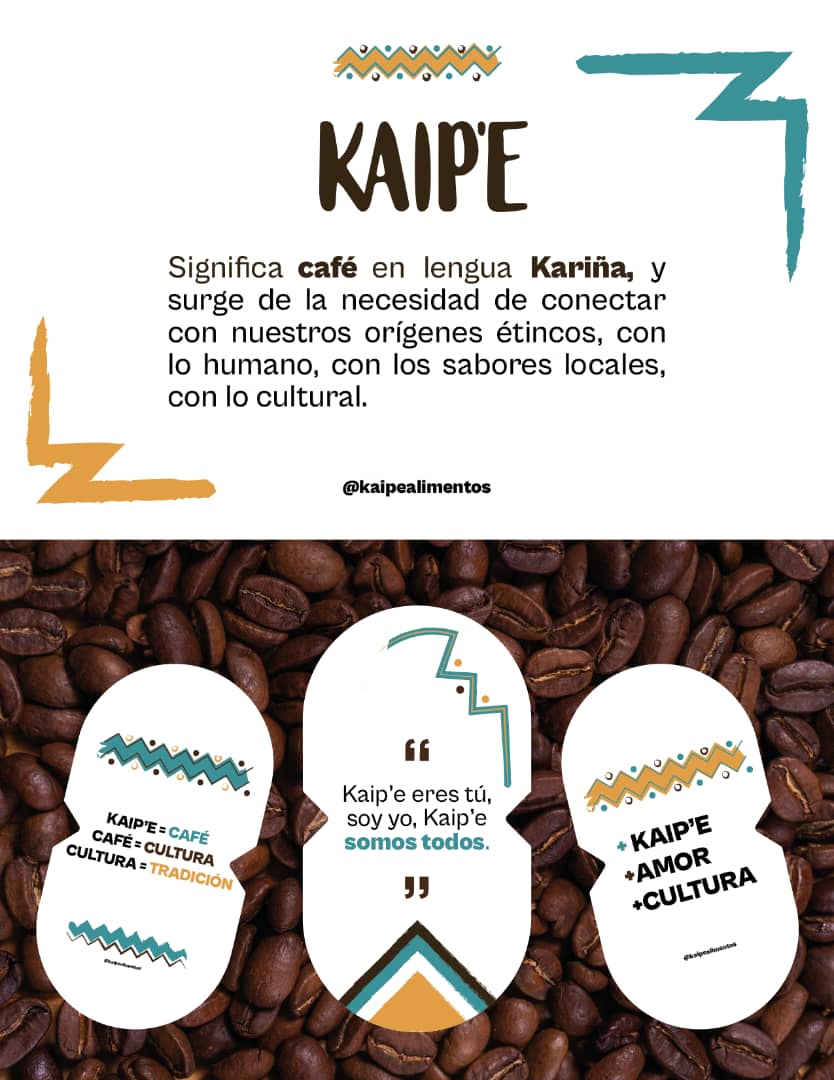 KAIP'E
Significa café en lengua Kariña, y
surge de la necesidad de conectar
con nuestros orígenes étincos, con
lo humano, con los sabores locales,
con lo cultural.
@kaipealimentos
KAIP'E = CAFÉ
CAFÉ = CULTURA
CULTURA = TRADICIÓN
@kaipealimentos
“
Kaip'e eres tú,
soy yo, Kaip'e
somos todos.
”
+ KAIP'E
+AMOR
+CULTURA
@kaipealimentos